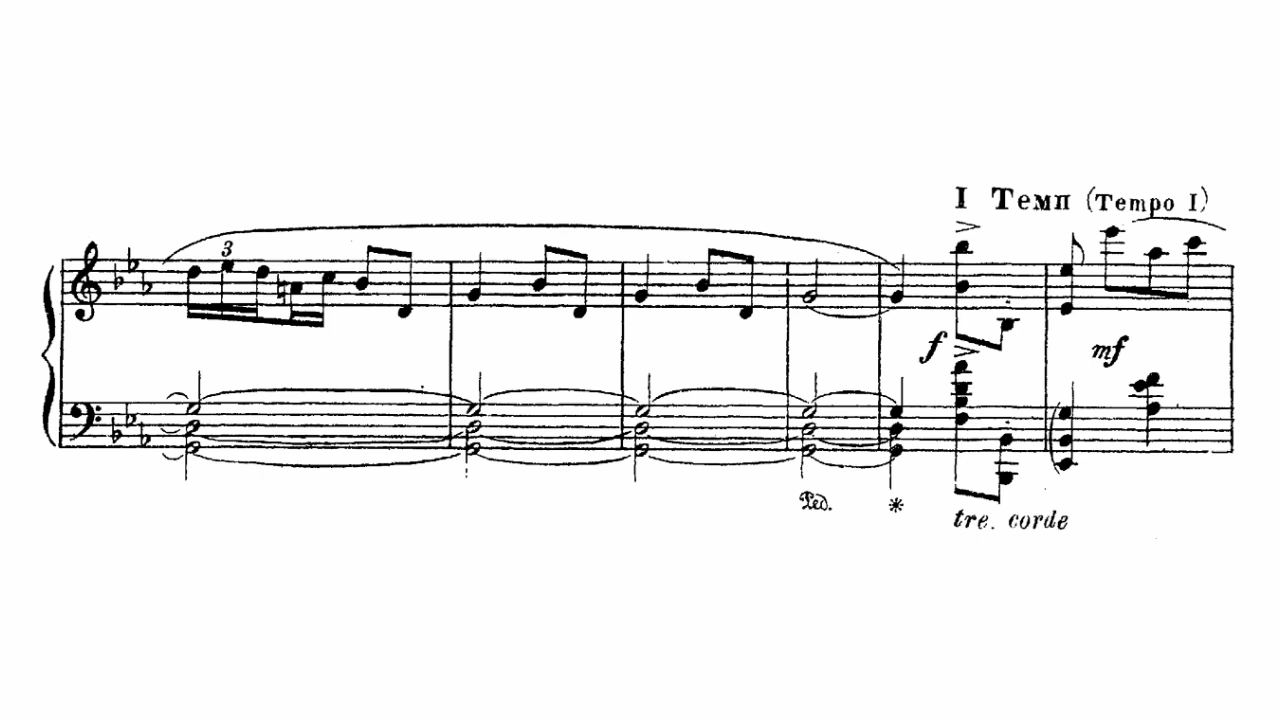 I Темп (Tempo I)
3
f
mf
Ped. *
tre corde